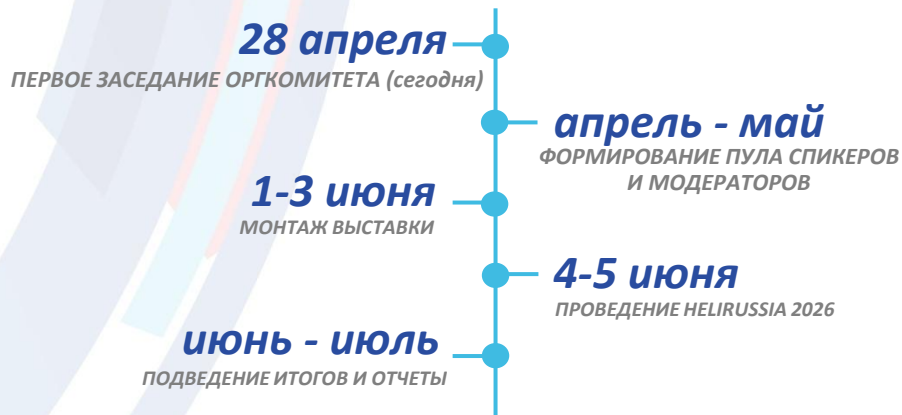 28 апреля
ПЕРВОЕ ЗАСЕДАНИЕ ОРГКОМИТЕТА (сегодня)
апрель - май
ФОРМИРОВАНИЕ ПУЛА СПИКЕРОВ
И МОДЕРАТОРОВ
1-3 июня
МОНТАЖ ВЫСТАВКИ
4-5 июня
ПРОВЕДЕНИЕ HELIRUSSIA 2026
июнь - июль
ПОДВЕДЕНИЕ ИТОГОВ И ОТЧЕТЫ